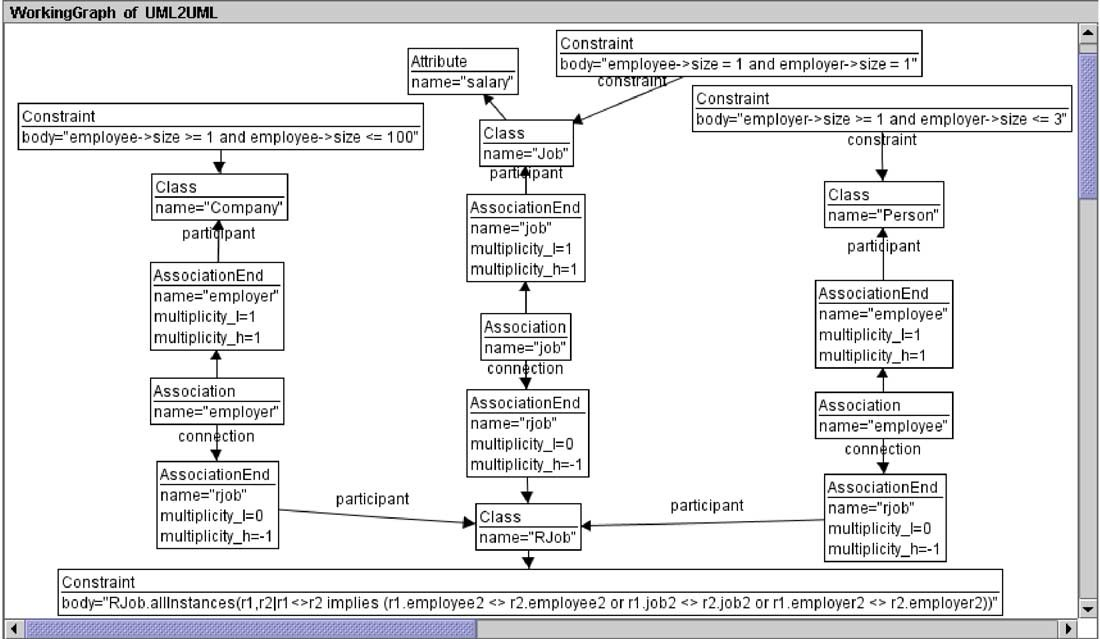 WorkingGraph of UML2UML
Constraint
body="employee->size = 1 and employer->size = 1"
constraint
Attribute
name="salary"
Constraint
body="employer->size >= 1 and employer->size <= 3"
constraint
Constraint
body="employee->size >= 1 and employee->size <= 100"
Class
name="Job"
participant
Class
name="Company"
participant
Class
name="Person"
participant
AssociationEnd
name="job"
multiplicity_l=1
multiplicity_h=1
AssociationEnd
name="employer"
multiplicity_l=1
multiplicity_h=1
AssociationEnd
name="employee"
multiplicity_l=1
multiplicity_h=1
Association
name="job"
connection
Association
name="employer"
connection
Association
name="employee"
connection
AssociationEnd
name="rjob"
multiplicity_l=0
multiplicity_h=-1
AssociationEnd
name="rjob"
multiplicity_l=0
multiplicity_h=-1
participant
AssociationEnd
name="rjob"
multiplicity_l=0
multiplicity_h=-1
participant
Class
name="RJob"
Constraint
body="RJob.allInstances(r1,r2|r1<>r2 implies (r1.employee2 <> r2.employee2 or r1.job2 <> r2.job2 or r1.employer2 <> r2.employer2))"